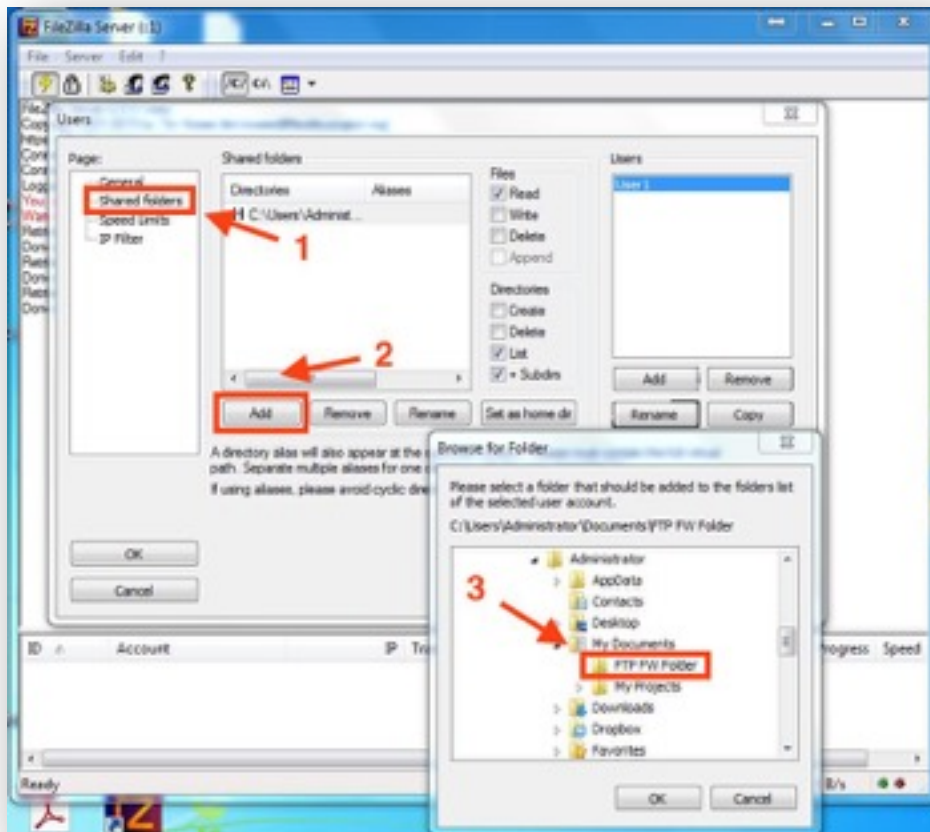 FileZilla Server (::1)
File Server Edit ?
Users
Page:
General
Shared folders
Speed Limits
IP Filter
1
Shared folders
Directories Aliases
H C:\Users\Administ...
2
Files
Read
Write
Delete
Append
Directories
Create
Delete
List
+ Subdirs
Users
User1
Add Remove Rename Set as home dir
Add Remove
Rename Copy
A directory alias will also appear at the
path. Separate multiple aliases for one
If using aliases, please avoid cyclic
OK
Cancel
Browse for Folder
Please select a folder that should be added to the folders list
of the selected user account.
C:\Users\Administrator\Documents\FTP FW Folder
Administrator
AppData
Contacts
Desktop
3
My Documents
FTP FW Folder
My Projects
Downloads
Dropbox
Favorites
OK Cancel
ID Account IP
rogress Speed
Ready
B/s